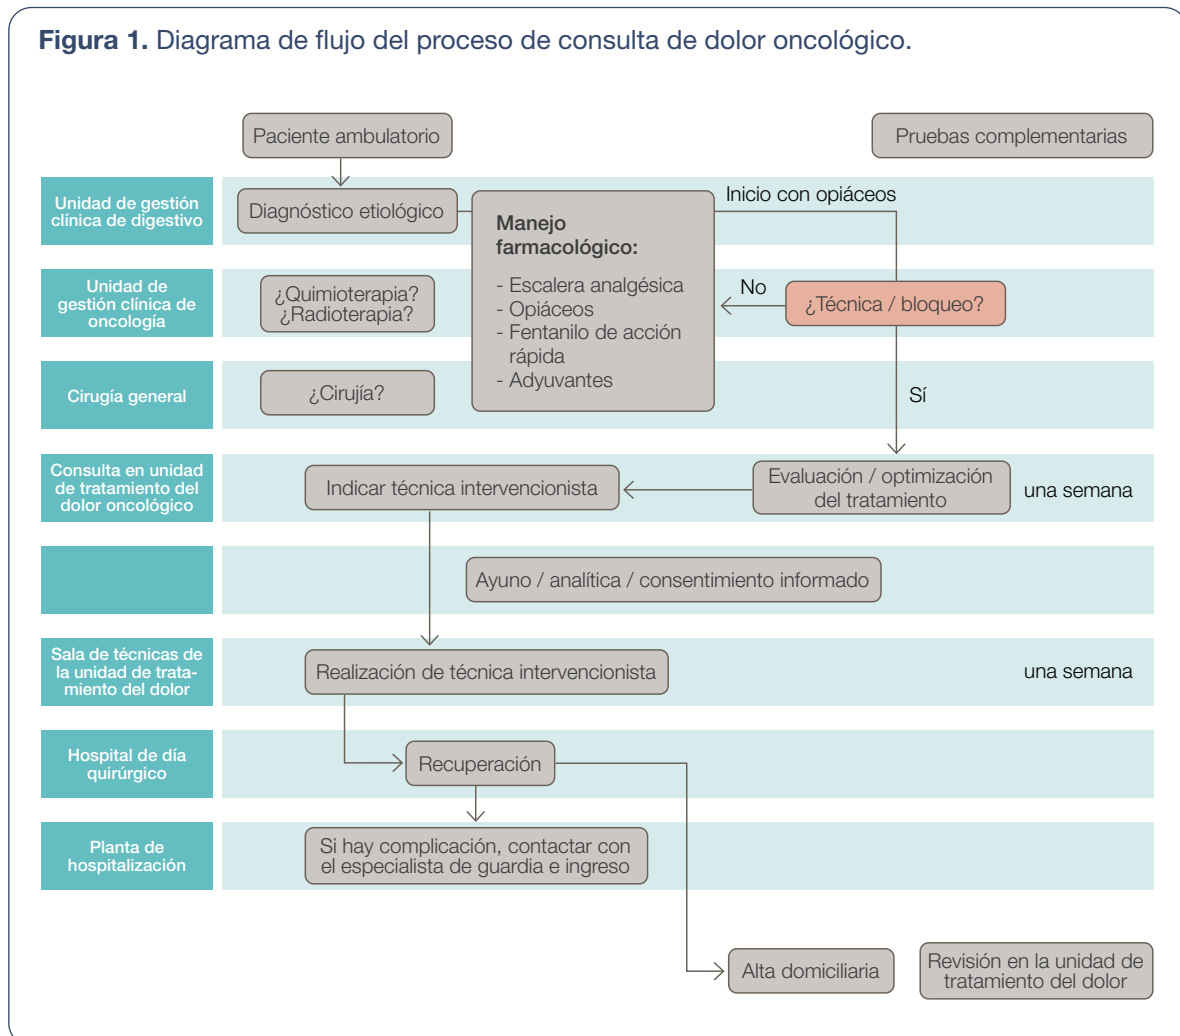 Figura 1. Diagrama de flujo del proceso de consulta de dolor oncológico.
Paciente ambulatorio
Pruebas complementarias
Unidad de gestión
clínica de digestivo
Diagnóstico etiológico
Manejo
farmacológico:
- Escalera analgésica
- Opiáceos
- Fentanilo de acción
rápida
- Adyuvantes
Inicio con opiáceos
Unidad de
gestión clínica de
oncología
¿Quimioterapia?
¿Radioterapia?
No
¿Técnica / bloqueo?
Cirugía general
¿Cirujía?
Sí
Consulta en unidad
de tratamiento del
dolor oncológico
Indicar técnica intervencionista
Evaluación / optimización
del tratamiento
una semana
Ayuno / analítica / consentimiento informado
Sala de técnicas de
la unidad de trata-
miento del dolor
Realización de técnica intervencionista
una semana
Hospital de día
quirúrgico
Recuperación
Planta de
hospitalización
Si hay complicación, contactar con
el especialista de guardia e ingreso
Alta domiciliaria
Revisión en la unidad de
tratamiento del dolor